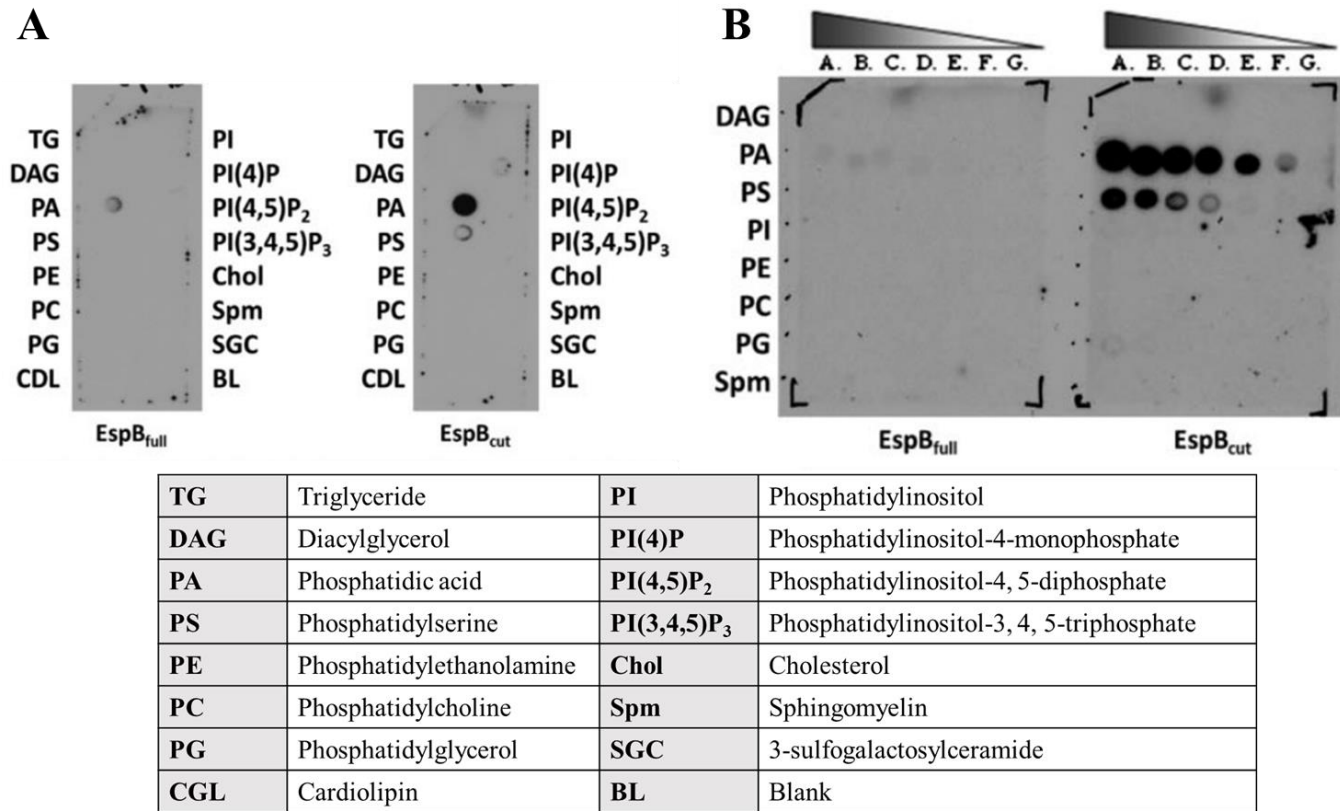 A
B
A. B. C. D. E. F. G.
A. B. C. D. E. F. G.
TG PI
DAG PI(4)P
PA PI(4,5)P₂
PS PI(3,4,5)P₃
PE Chol
PC Spm
PG SGC
CDL BL
EspB_full
TG PI
DAG PI(4)P
PA PI(4,5)P₂
PS PI(3,4,5)P₃
PE Chol
PC Spm
PG SGC
CDL BL
EspB_cut
DAG
PA
PS
PI
PE
PC
PG
Spm
EspB_full
EspB_cut
TG Triglyceride PI Phosphatidylinositol
DAG Diacylglycerol PI(4)P Phosphatidylinositol-4-monophosphate
PA Phosphatidic acid PI(4,5)P₂ Phosphatidylinositol-4, 5-diphosphate
PS Phosphatidylserine PI(3,4,5)P₃ Phosphatidylinositol-3, 4, 5-triphosphate
PE Phosphatidylethanolamine Chol Cholesterol
PC Phosphatidylcholine Spm Sphingomyelin
PG Phosphatidylglycerol SGC 3-sulfogalactosylceramide
CGL Cardiolipin BL Blank